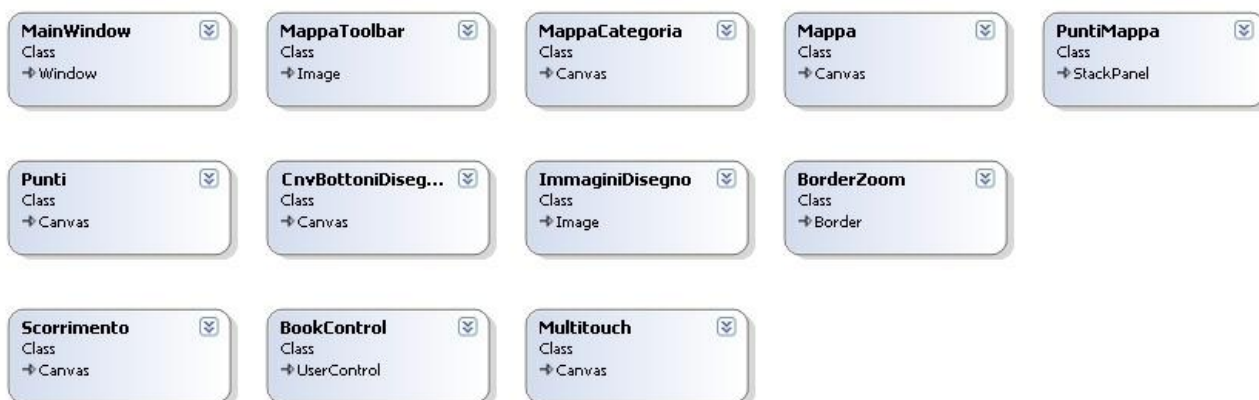 MainWindow
Class
Window
MappaToolbar
Class
Image
MappaCategoria
Class
Canvas
Mappa
Class
Canvas
PuntiMappa
Class
StackPanel
Punti
Class
Canvas
CnvBottoniDiseg...
Class
Canvas
ImmaginiDisegno
Class
Image
BorderZoom
Class
Border
Scorrimento
Class
Canvas
BookControl
Class
UserControl
Multitouch
Class
Canvas